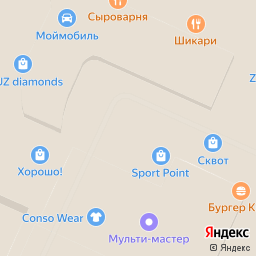 Сыроварня
Моймобиль
Шикари
UZ diamonds
Z
Хорошо!
Sport Point
Сквот
Бургер К
Conso Wear
Мульти-мастер
Яндекс
© Яндекс